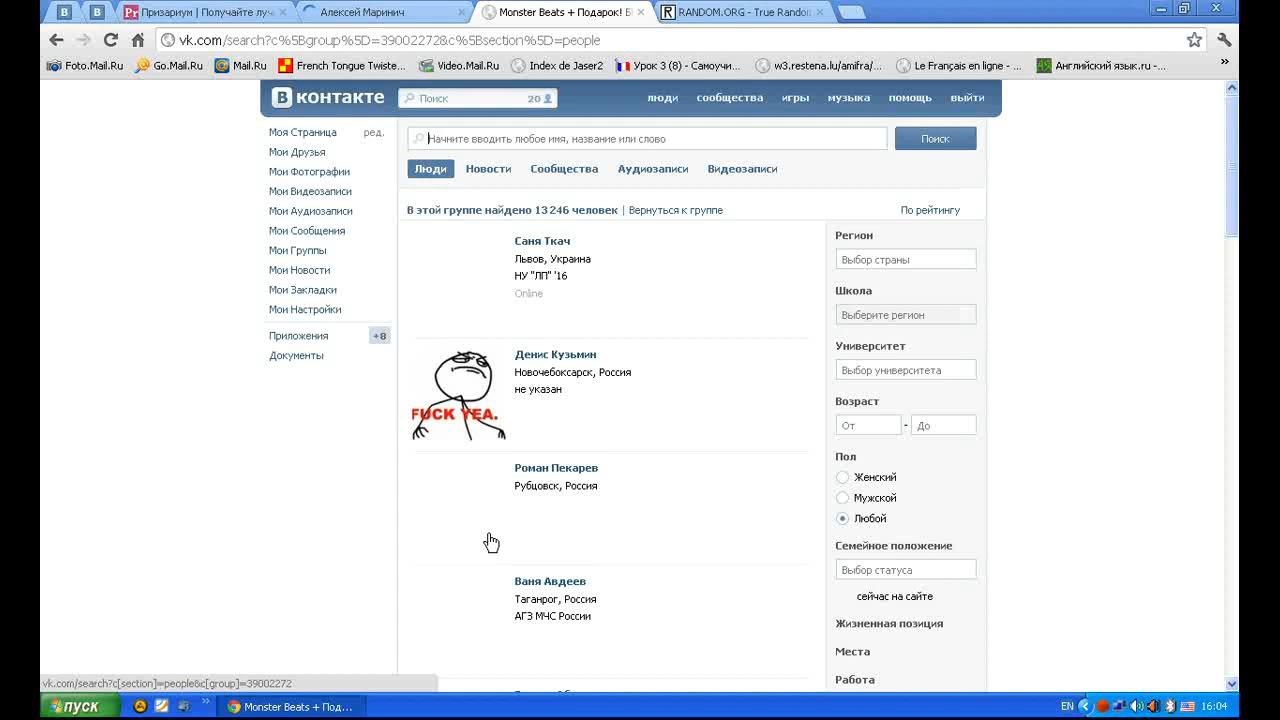 Призариум | Получайте луч
Алексей Маринич
Monster Beats + Подарок! Б
RANDOM.ORG - True Random
vk.com/search?c%5Bgroup%5D=39002272&c%5Bsection%5D=people
Foto.Mail.Ru Go.Mail.Ru Mail.Ru French Tongue Twiste... Video.Mail.Ru Index de Jaser2 Урок 3 (8) - Самоучи... w3.restena.lu/amifra/... Le Français en ligne - ... Английский язык.ru - ...
В контакте Поиск 20 люди сообщества игры музыка помощь выйти
Моя Страница ред.
Мои Друзья
Мои Фотографии
Мои Видеозаписи
Мои Аудиозаписи
Мои Сообщения
Мои Группы
Мои Новости
Мои Закладки
Мои Настройки
Приложения +8
Документы
Начните вводить любое имя, название или слово Поиск
Люди Новости Сообщества Аудиозаписи Видеозаписи
В этой группе найдено 13 246 человек | Вернуться к группе По рейтингу
Саня Ткач
Львов, Украина
НУ "ЛП" '16
Online
FUCK YEA.
Денис Кузьмин
Новочебоксарск, Россия
не указан
Роман Пекарев
Рубцовск, Россия
Ваня Авдеев
Таганрог, Россия
АГЗ МЧС России
Регион
Выбор страны
Школа
Выберите регион
Университет
Выбор университета
Возраст
От - До
Пол
Женский
Мужской
Любой
Семейное положение
Выбор статуса
сейчас на сайте
Жизненная позиция
Места
Работа
vk.com/search?c[section]=people&c[group]=39002272
пуск Monster Beats + Под... EN 16:04